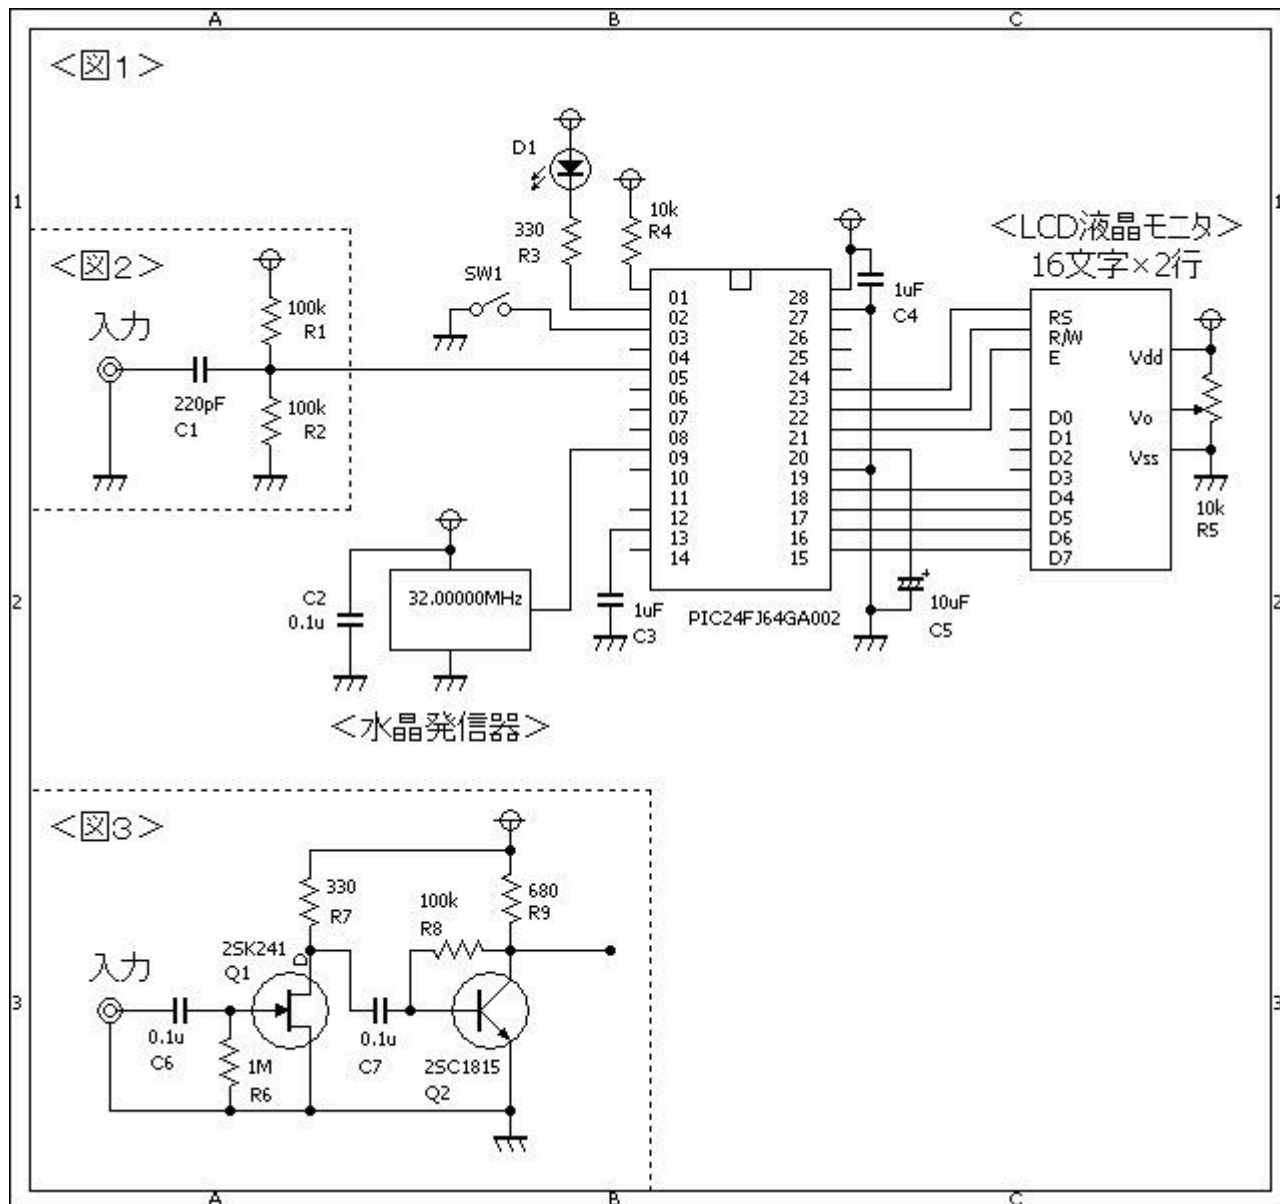 A
B
C
1
1
2
2
3
3
A
B
C
<図1>
D1
330
R3
10k
R4
SW1
<図2>
入力
100k
R1
100k
R2
220pF
C1
01
02
03
04
05
06
07
08
09
10
11
12
13
14
28
27
26
25
24
23
22
21
20
19
18
17
16
15
PIC24FJ64GA002
1uF
C4
<LCD液晶モニタ>
16文字×2行
RS
R/W
E
D0
D1
D2
D3
D4
D5
D6
D7
Vdd
Vo
Vss
10k
R5
+
10uF
C5
1uF
C3
C2
0.1u
32.00000MHz
<水晶発信器>
<図3>
入力
0.1u
C6
2SK241
Q1
D
1M
R6
330
R7
0.1u
C7
100k
R8
680
R9
2SC1815
Q2